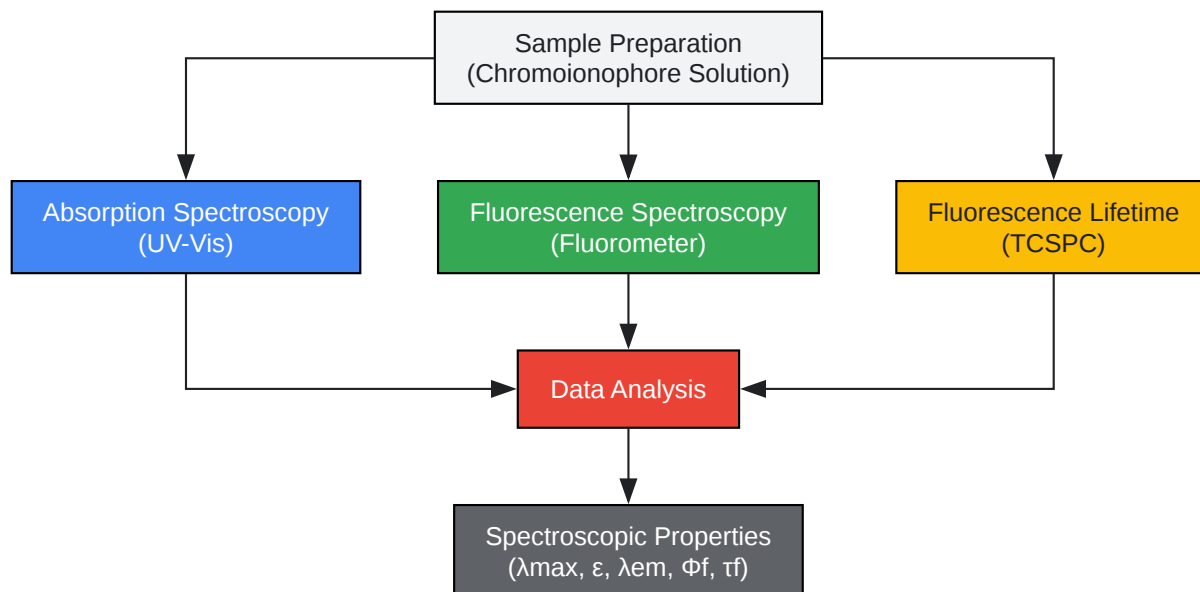 Sample Preparation
(Chromoionophore Solution)
Absorption Spectroscopy
(UV-Vis)
Fluorescence Spectroscopy
(Fluorometer)
Fluorescence Lifetime
(TCSPC)
Data Analysis
Spectroscopic Properties
(λmax, ε, λem, Φf, τf)